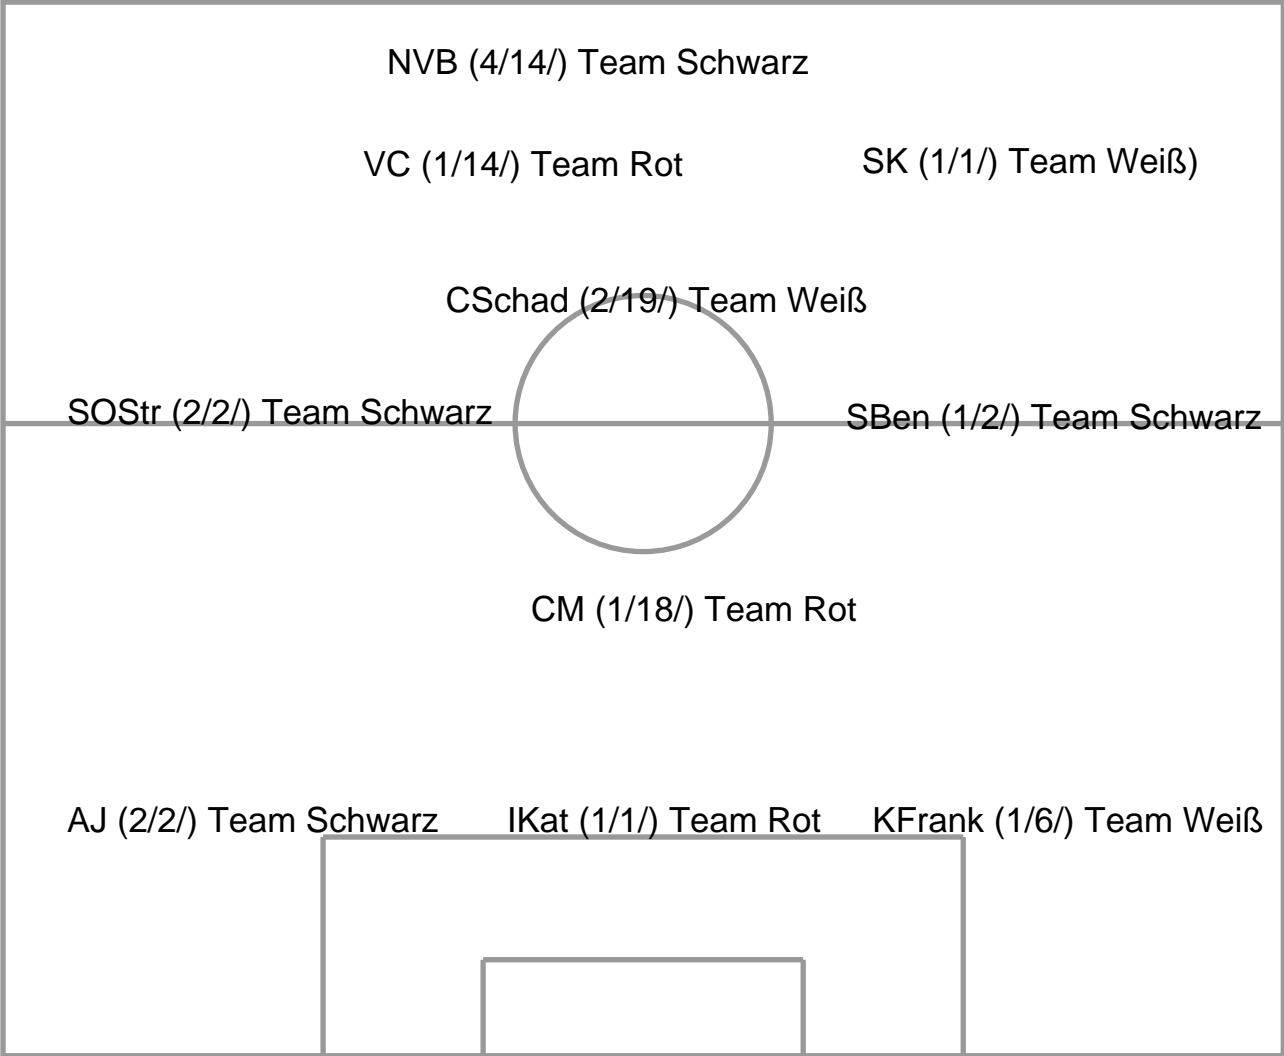 NVB (4/14/) Team Schwarz
VC (1/14/) Team Rot
SK (1/1/) Team Weiß)
CSchad (2/19/) Team Weiß
SOStr (2/2/) Team Schwarz
SBen (1/2/) Team Schwarz
CM (1/18/) Team Rot
AJ (2/2/) Team Schwarz
IKat (1/1/) Team Rot
KFrank (1/6/) Team Weiß